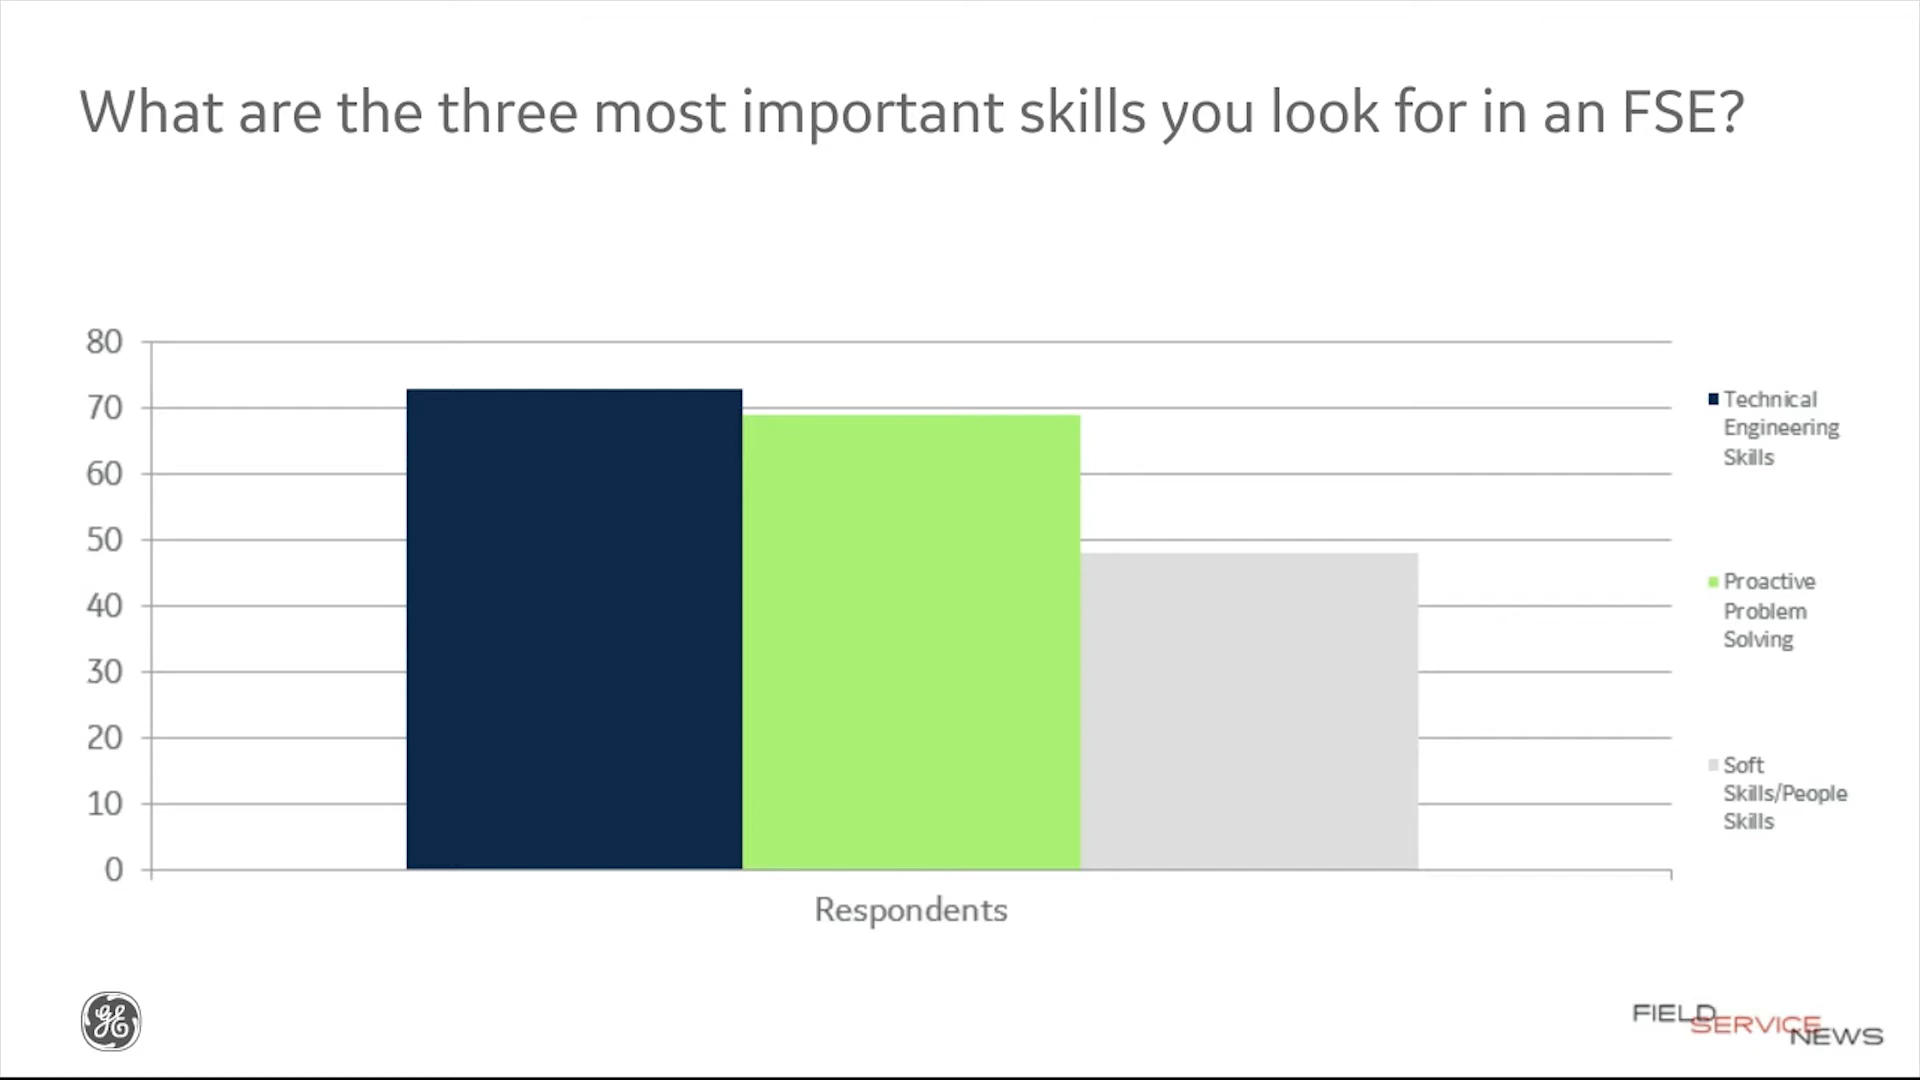 What are the three most important skills you look for in an FSE?
80
70
60
50
40
30
20
10
0
Respondents
Technical
Engineering
Skills
Proactive
Problem
Solving
Soft
Skills/People
Skills
GE
FIELD
SERVICE
NEWS